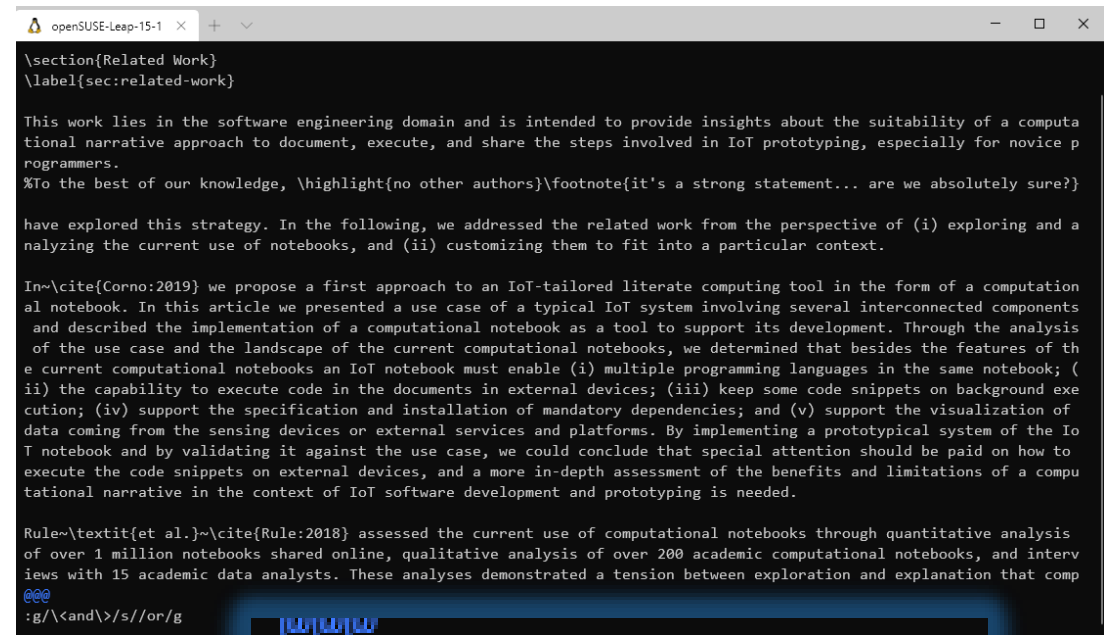 openSUSE-Leap-15-1
\section{Related Work}
\label{sec:related-work}
This work lies in the software engineering domain and is intended to provide insights about the suitability of a computa
tional narrative approach to document, execute, and share the steps involved in IoT prototyping, especially for novice p
rogrammers.
%To the best of our knowledge, \highlight{no other authors}\footnote{it's a strong statement... are we absolutely sure?}
have explored this strategy. In the following, we addressed the related work from the perspective of (i) exploring and a
nalyzing the current use of notebooks, and (ii) customizing them to fit into a particular context.
In~\cite{Corno:2019} we propose a first approach to an IoT-tailored literate computing tool in the form of a computation
al notebook. In this article we presented a use case of a typical IoT system involving several interconnected components
and described the implementation of a computational notebook as a tool to support its development. Through the analysis
of the use case and the landscape of the current computational notebooks, we determined that besides the features of th
e current computational notebooks an IoT notebook must enable (i) multiple programming languages in the same notebook; (
ii) the capability to execute code in the documents in external devices; (iii) keep some code snippets on background exe
cution; (iv) support the specification and installation of mandatory dependencies; and (v) support the visualization of
data coming from the sensing devices or external services and platforms. By implementing a prototypical system of the Io
T notebook and by validating it against the use case, we could conclude that special attention should be paid on how to
execute the code snippets on external devices, and a more in-depth assessment of the benefits and limitations of a compu
tational narrative in the context of IoT software development and prototyping is needed.
Rule~\textit{et al.}~\cite{Rule:2018} assessed the current use of computational notebooks through quantitative analysis
of over 1 million notebooks shared online, qualitative analysis of over 200 academic computational notebooks, and interv
iews with 15 academic data analysts. These analyses demonstrated a tension between exploration and explanation that comp
@@@
:g/\<and\>/s//or/g